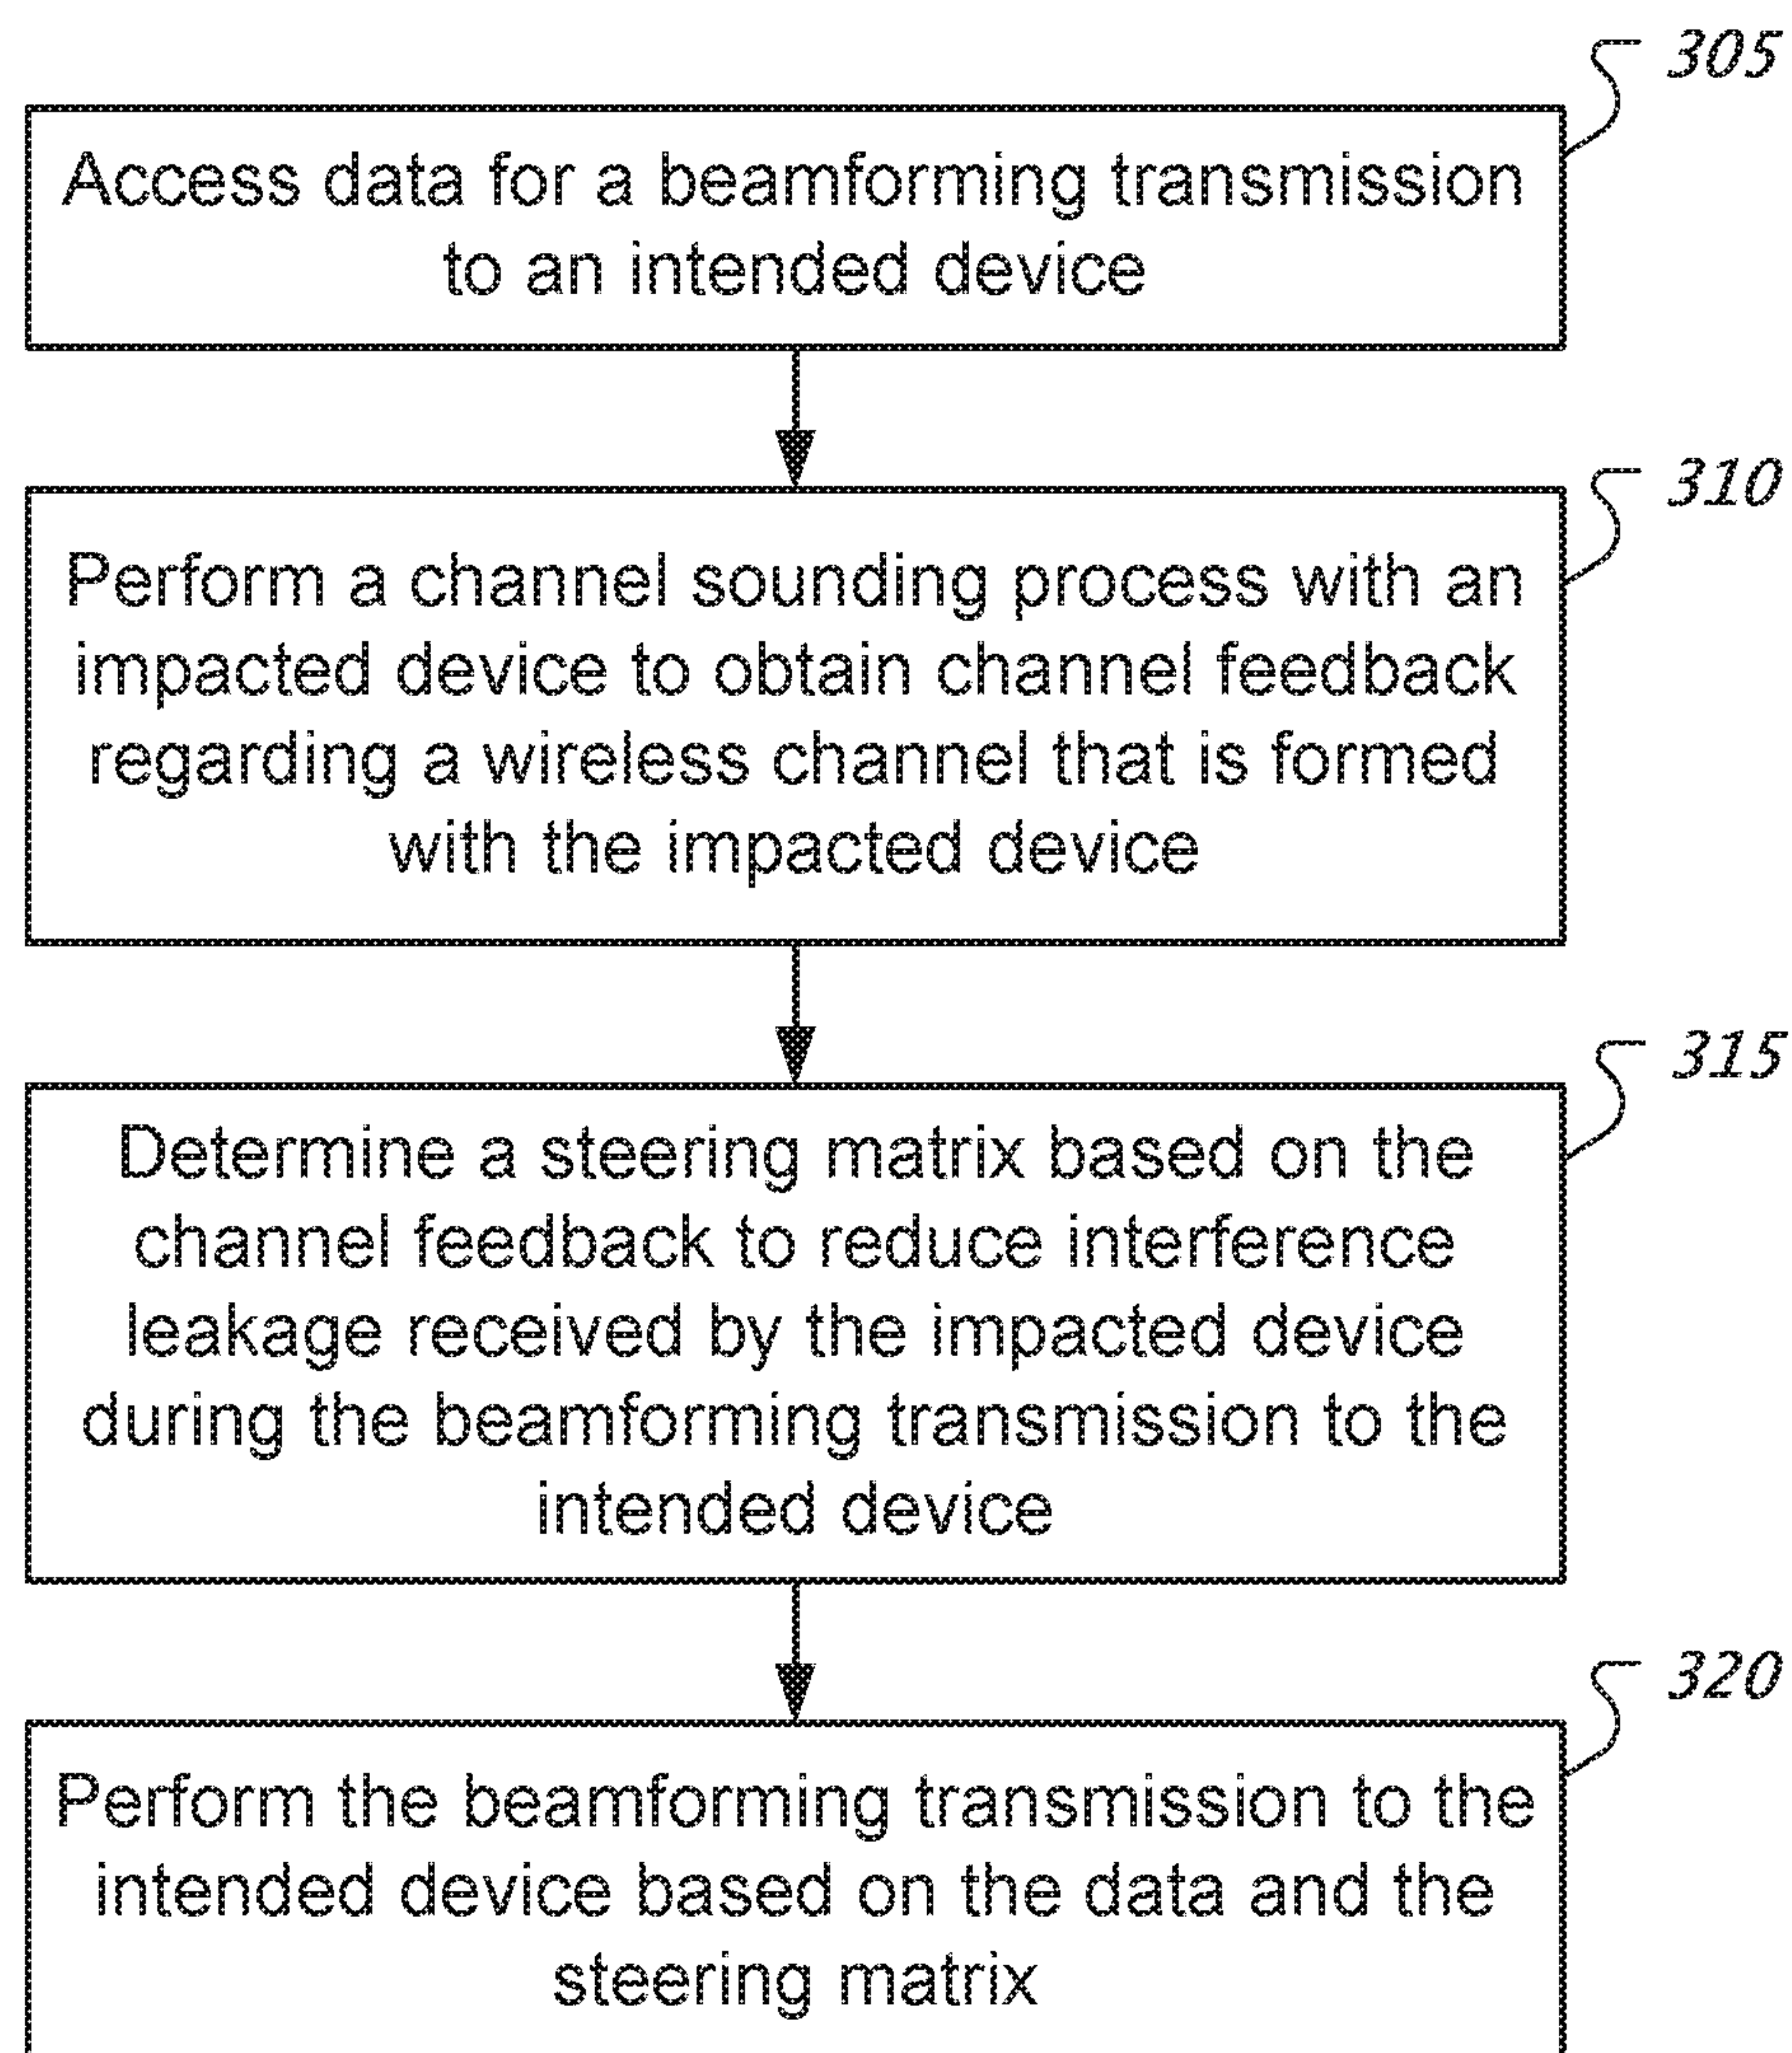 305
Access data for a beamforming transmission
to an intended device
310
Perform a channel sounding process with an
impacted device to obtain channel feedback
regarding a wireless channel that is formed
with the impacted device
315
Determine a steering matrix based on the
channel feedback to reduce interference
leakage received by the impacted device
during the beamforming transmission to the
intended device
320
Perform the beamforming transmission to the
intended device based on the data and the
steering matrix